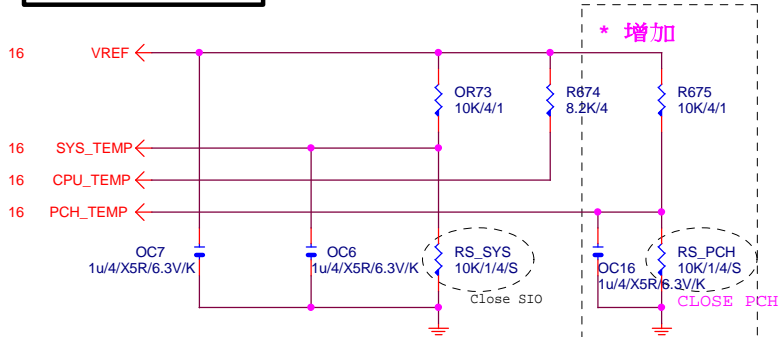 * 增加
16 VREF
OR73 R674 R675
10K/4/1 8.2K/4 10K/4/1
16 SYS_TEMP
16 CPU_TEMP
16 PCH_TEMP
OC7 OC6 RS_SYS OC16 RS_PCH
1u/4/X5R/6.3V/K 1u/4/X5R/6.3V/K 10K/1/4/S 1u/4/X5R/6.3V/K 10K/1/4/S
Close SIO CLOSE PCH